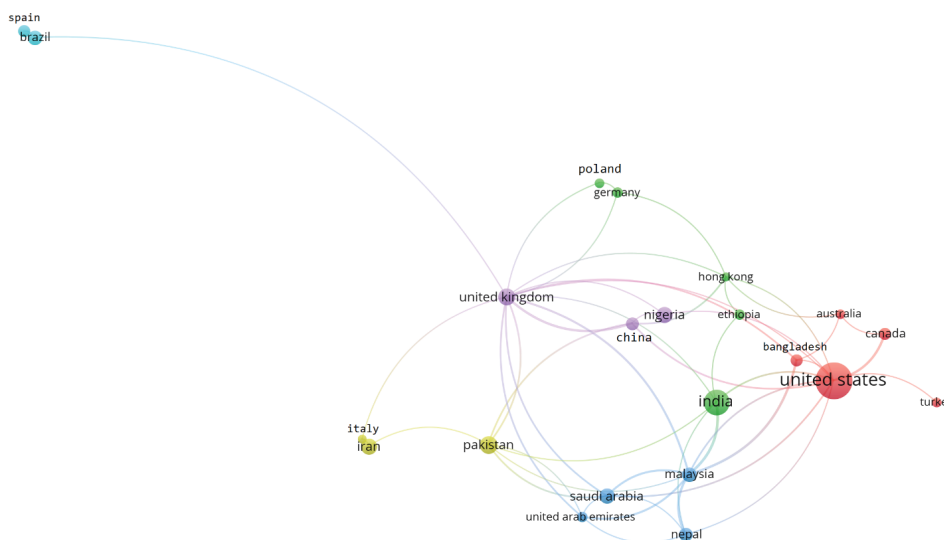 spain
brazil
poland
germany
hong kong
united kingdom
nigeria
ethiopia
australia
china
canada
bangladesh
united states
india
turke
italy
iran
pakistan
malaysia
saudi arabia
united arab emirates
nepal